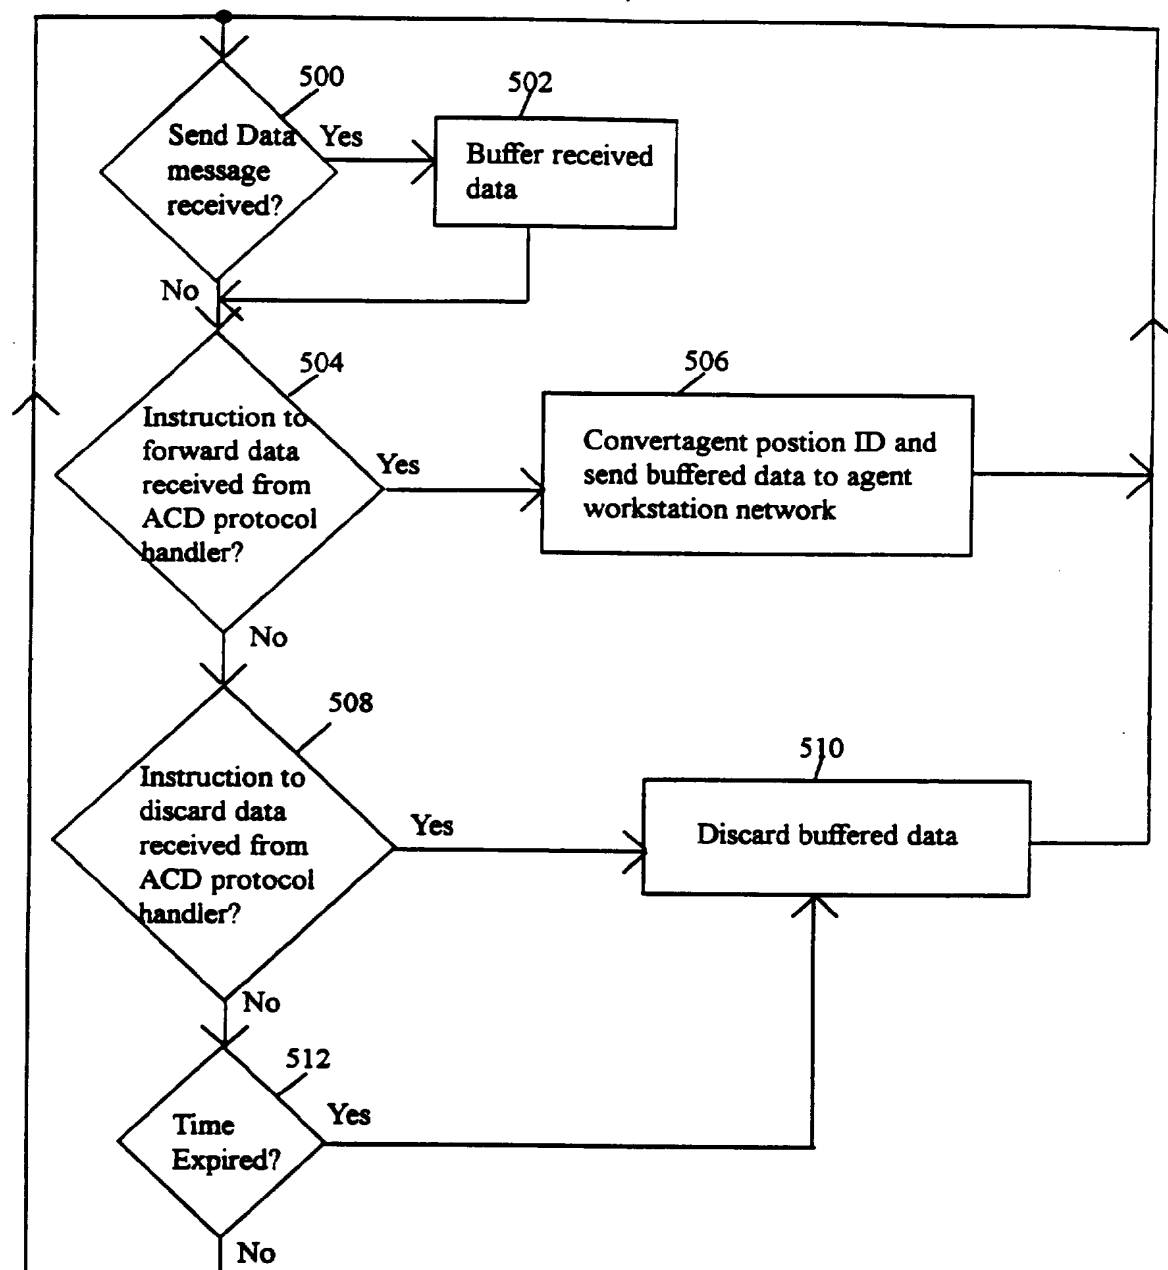 500
Send Data
message
received?
Yes
502
Buffer received
data
No
504
Instruction to
forward data
received from
ACD protocol
handler?
Yes
506
Convertagent postion ID and
send buffered data to agent
workstation network
No
508
Instruction to
discard data
received from
ACD protocol
handler?
Yes
510
Discard buffered data
No
512
Time
Expired?
Yes
No